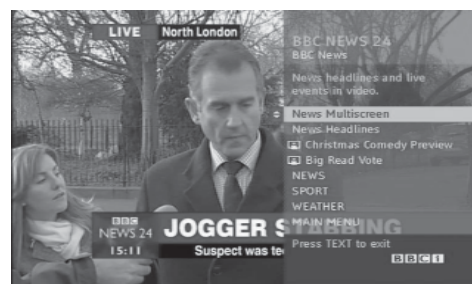 LIVE North London
BBC NEWS 24
BBC News
News headlines and live
events in video.
News Multiscreen
News Headlines
Christmas Comedy Preview
Big Read Vote
NEWS
SPORT
WEATHER
MAIN MENU
Press TEXT to exit
BBCi
BBC
NEWS 24
15:11
JOGGER STABBING
Suspect was